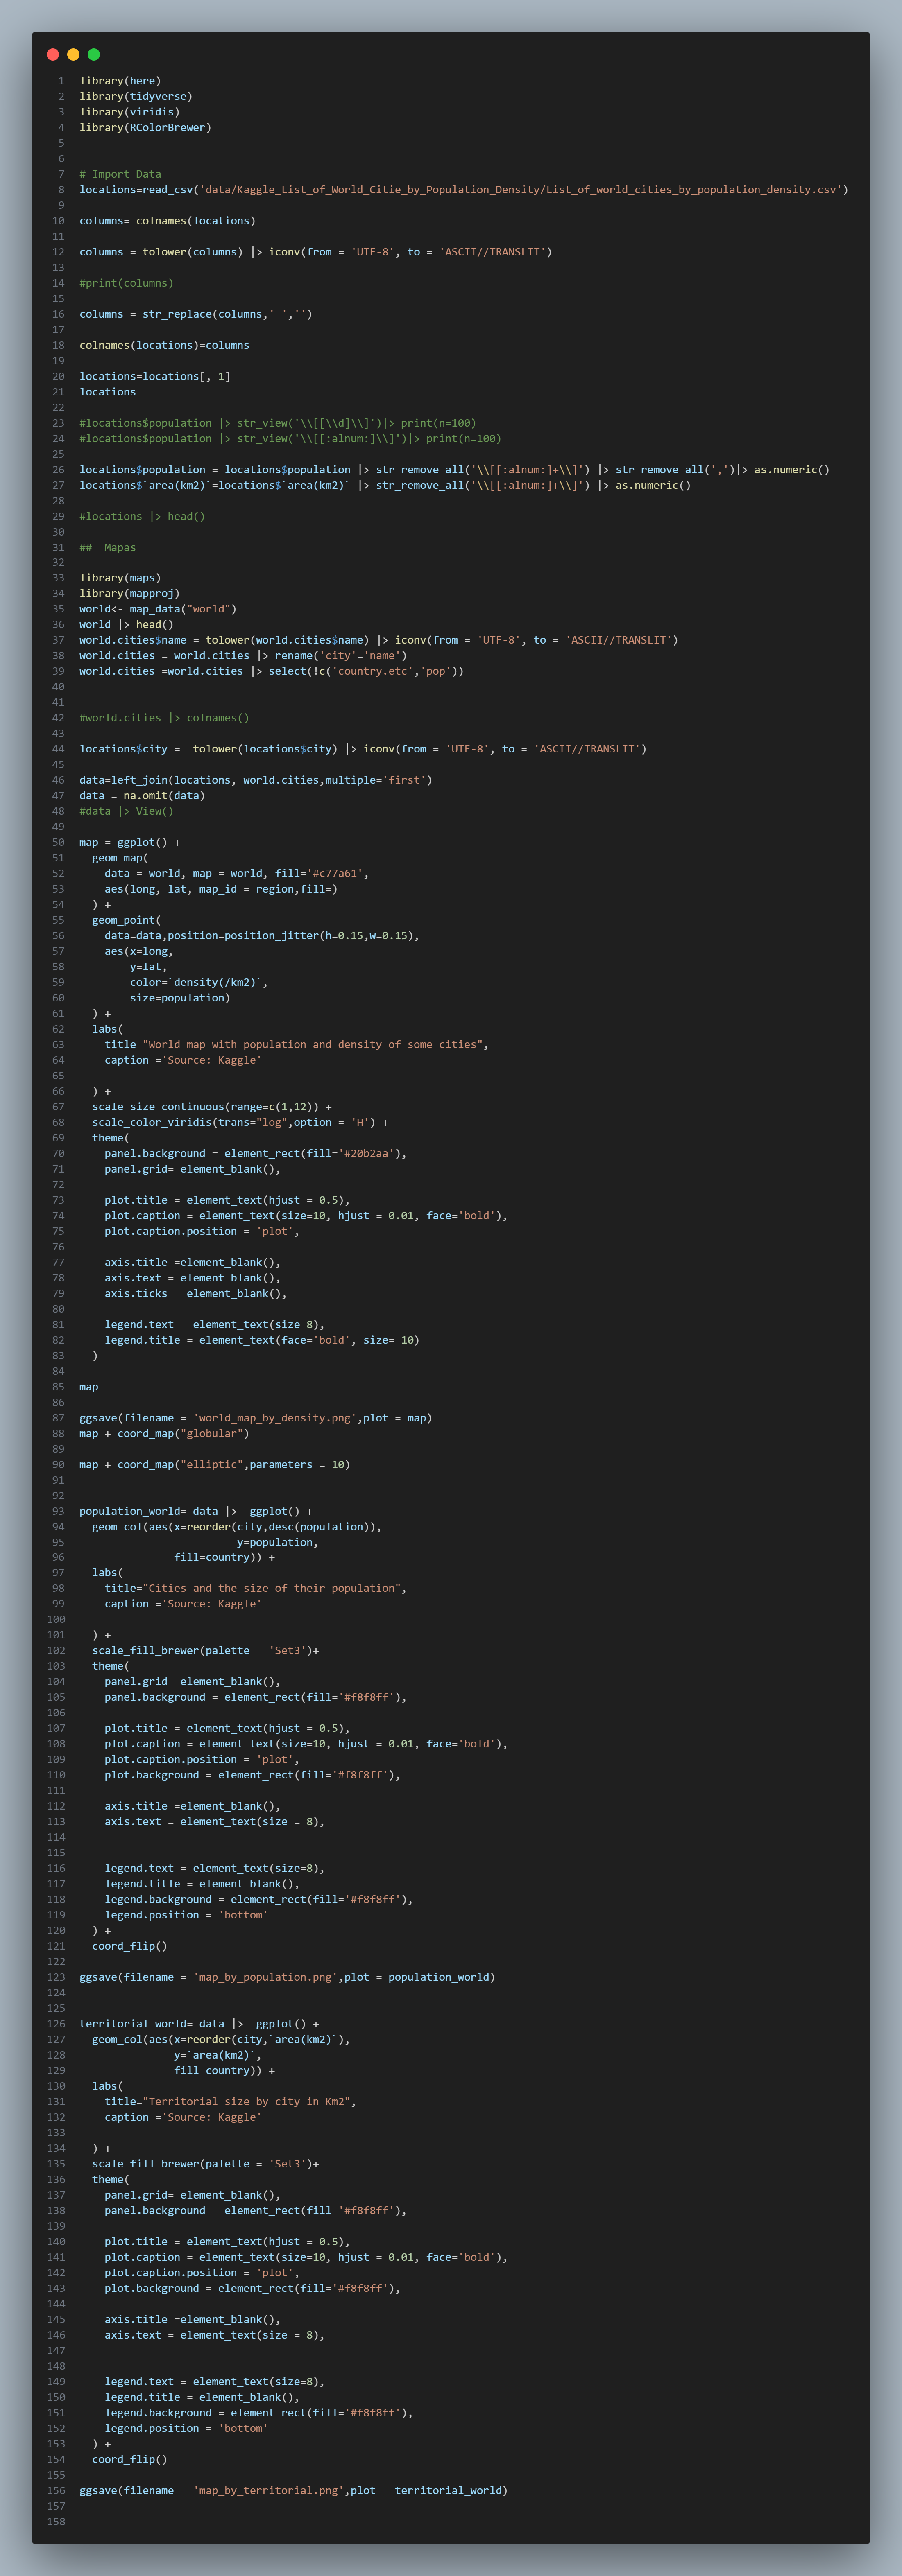 1 library(here)
2 library(tidyverse)
3 library(viridis)
4 library(RColorBrewer)
5
6
7 # Import Data
8 locations=read_csv('data/Kaggle_List_of_World_Citie_by_Population_Density/List_of_world_cities_by_population_density.csv')
9
10 columns= colnames(locations)
11
12 columns = tolower(columns) |> iconv(from = 'UTF-8', to = 'ASCII//TRANSLIT')
13
14 #print(columns)
15
16 columns = str_replace(columns,' ','')
17
18 colnames(locations)=columns
19
20 locations=locations[,-1]
21 locations
22
23 #locations$population |> str_view('\\[[\\d]\\]')|> print(n=100)
24 #locations$population |> str_view('\\[[:alnum:]\\]')|> print(n=100)
25
26 locations$population = locations$population |> str_remove_all('\\[[:alnum:]+\\]') |> str_remove_all(',')|> as.numeric()
27 locations$`area(km2)`=locations$`area(km2)` |> str_remove_all('\\[[:alnum:]+\\]') |> as.numeric()
28
29 #locations |> head()
30
31 ##  Mapas
32
33 library(maps)
34 library(mapproj)
35 world<- map_data("world")
36 world |> head()
37 world.cities$name = tolower(world.cities$name) |> iconv(from = 'UTF-8', to = 'ASCII//TRANSLIT')
38 world.cities = world.cities |> rename('city'='name')
39 world.cities =world.cities |> select(!c('country.etc','pop'))
40
41
42 #world.cities |> colnames()
43
44 locations$city =  tolower(locations$city) |> iconv(from = 'UTF-8', to = 'ASCII//TRANSLIT')
45
46 data=left_join(locations, world.cities,multiple='first')
47 data = na.omit(data)
48 #data |> View()
49
50 map = ggplot() +
51   geom_map(
52     data = world, map = world, fill='#c77a61',
53     aes(long, lat, map_id = region,fill=)
54   ) +
55   geom_point(
56     data=data,position=position_jitter(h=0.15,w=0.15),
57     aes(x=long,
58         y=lat,
59         color=`density(/km2)`,
60         size=population)
61   ) +
62   labs(
63     title="World map with population and density of some cities",
64     caption ='Source: Kaggle'
65
66   ) +
67   scale_size_continuous(range=c(1,12)) +
68   scale_color_viridis(trans="log",option = 'H') +
69   theme(
70     panel.background = element_rect(fill='#20b2aa'),
71     panel.grid= element_blank(),
72
73     plot.title = element_text(hjust = 0.5),
74     plot.caption = element_text(size=10, hjust = 0.01, face='bold'),
75     plot.caption.position = 'plot',
76
77     axis.title =element_blank(),
78     axis.text = element_blank(),
79     axis.ticks = element_blank(),
80
81     legend.text = element_text(size=8),
82     legend.title = element_text(face='bold', size= 10)
83   )
84
85 map
86
87 ggsave(filename = 'world_map_by_density.png',plot = map)
88 map + coord_map("globular")
89
90 map + coord_map("elliptic",parameters = 10)
91
92
93 population_world= data |>  ggplot() +
94   geom_col(aes(x=reorder(city,desc(population)),
95                          y=population,
96                fill=country)) +
97   labs(
98     title="Cities and the size of their population",
99     caption ='Source: Kaggle'
100
101   ) +
102   scale_fill_brewer(palette = 'Set3')+
103   theme(
104     panel.grid= element_blank(),
105     panel.background = element_rect(fill='#f8f8ff'),
106
107     plot.title = element_text(hjust = 0.5),
108     plot.caption = element_text(size=10, hjust = 0.01, face='bold'),
109     plot.caption.position = 'plot',
110     plot.background = element_rect(fill='#f8f8ff'),
111
112     axis.title =element_blank(),
113     axis.text = element_text(size = 8),
114
115
116     legend.text = element_text(size=8),
117     legend.title = element_blank(),
118     legend.background = element_rect(fill='#f8f8ff'),
119     legend.position = 'bottom'
120   ) +
121   coord_flip()
122
123 ggsave(filename = 'map_by_population.png',plot = population_world)
124
125
126 territorial_world= data |>  ggplot() +
127   geom_col(aes(x=reorder(city,`area(km2)`),
128                y=`area(km2)`,
129                fill=country)) +
130   labs(
131     title="Territorial size by city in Km2",
132     caption ='Source: Kaggle'
133
134   ) +
135   scale_fill_brewer(palette = 'Set3')+
136   theme(
137     panel.grid= element_blank(),
138     panel.background = element_rect(fill='#f8f8ff'),
139
140     plot.title = element_text(hjust = 0.5),
141     plot.caption = element_text(size=10, hjust = 0.01, face='bold'),
142     plot.caption.position = 'plot',
143     plot.background = element_rect(fill='#f8f8ff'),
144
145     axis.title =element_blank(),
146     axis.text = element_text(size = 8),
147
148
149     legend.text = element_text(size=8),
150     legend.title = element_blank(),
151     legend.background = element_rect(fill='#f8f8ff'),
152     legend.position = 'bottom'
153   ) +
154   coord_flip()
155
156 ggsave(filename = 'map_by_territorial.png',plot = territorial_world)
157
158